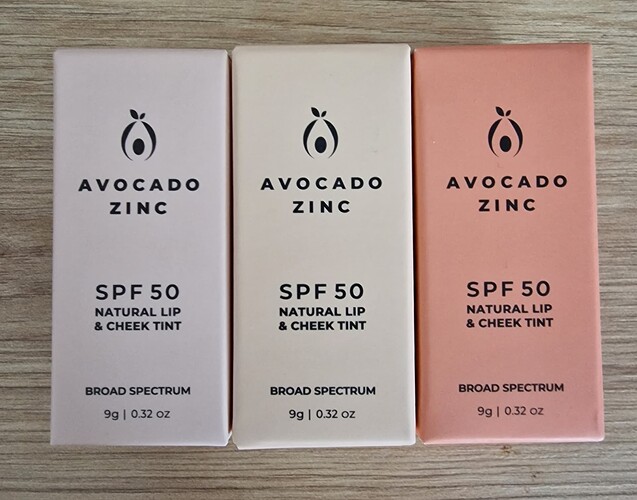 AVOCADO
ZINC
SPF 50
NATURAL LIP
& CHEEK TINT
BROAD SPECTRUM
9g | 0.32 oz
AVOCADO
ZINC
SPF 50
NATURAL LIP
& CHEEK TINT
BROAD SPECTRUM
9g | 0.32 oz
AVOCADO
ZINC
SPF 50
NATURAL LIP
& CHEEK TINT
BROAD SPECTRUM
9g | 0.32 oz